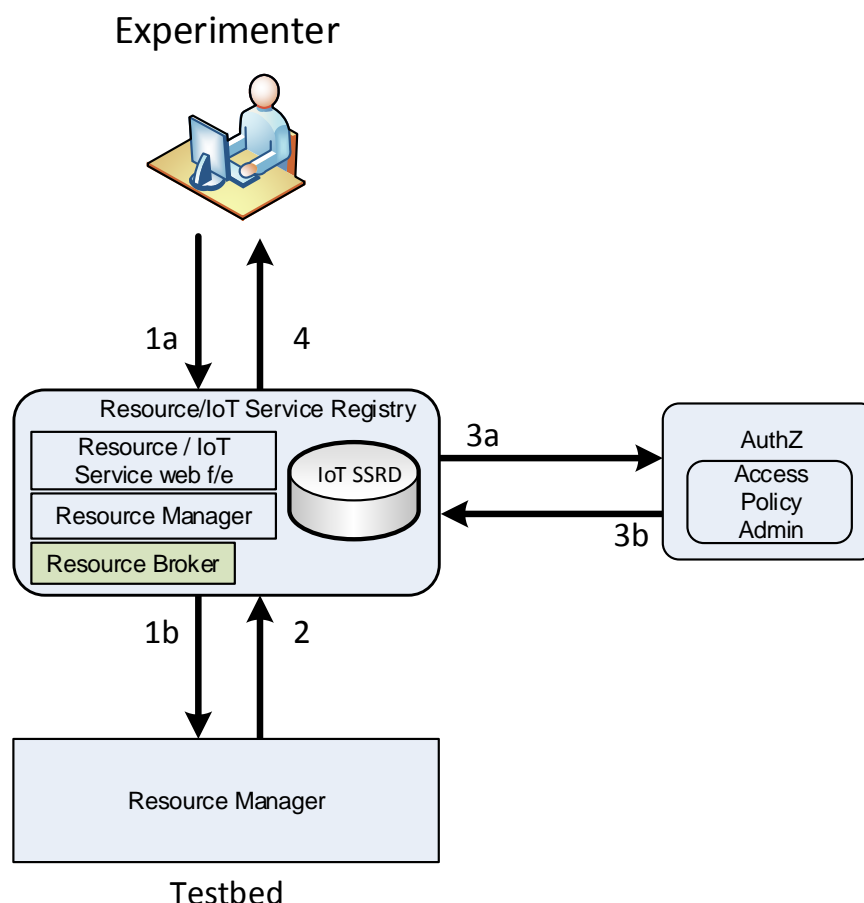 Experimenter
1a
4
Resource/IoT Service Registry
Resource / IoT
Service web f/e
IoT SSRD
Resource Manager
Resource Broker
3a
3b
AuthZ
Access
Policy
Admin
1b
2
Resource Manager
Testbed